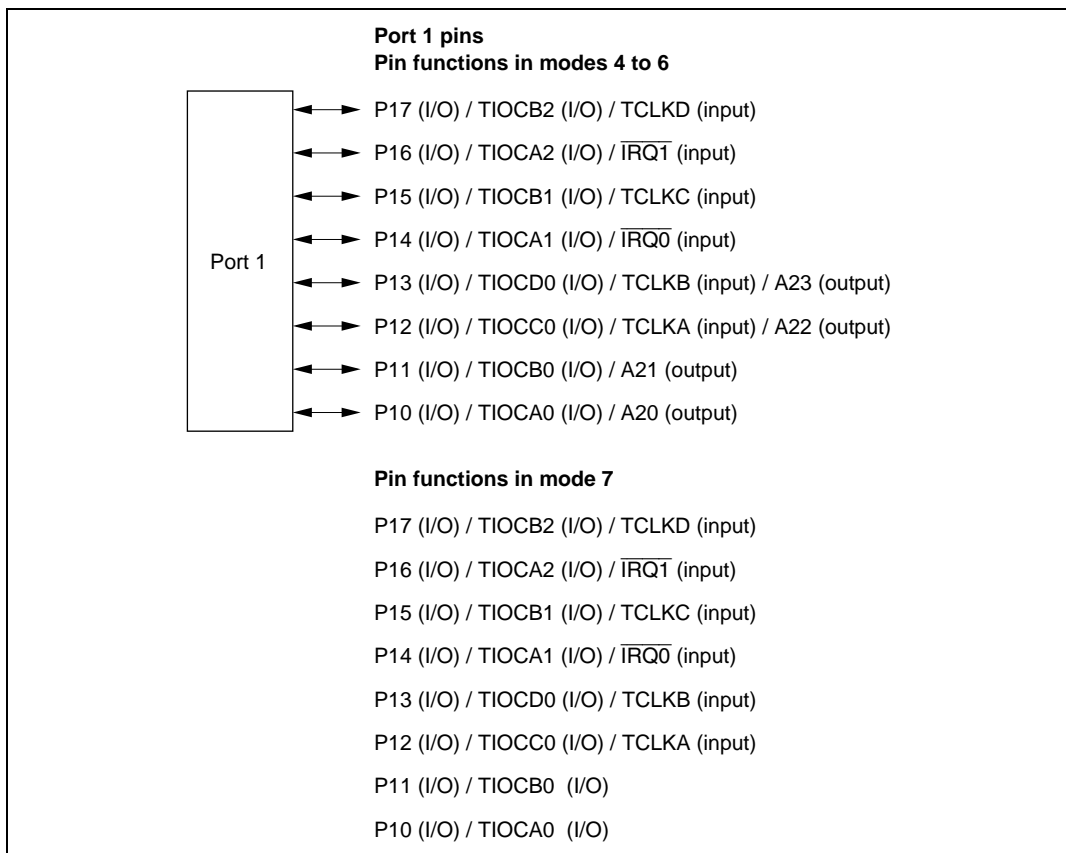 Port 1 pins
Pin functions in modes 4 to 6
P17 (I/O) / TIOCB2 (I/O) / TCLKD (input)
P16 (I/O) / TIOCA2 (I/O) / I̅R̅Q̅1̅ (input)
P15 (I/O) / TIOCB1 (I/O) / TCLKC (input)
P14 (I/O) / TIOCA1 (I/O) / I̅R̅Q̅0̅ (input)
Port 1
P13 (I/O) / TIOCD0 (I/O) / TCLKB (input) / A23 (output)
P12 (I/O) / TIOCC0 (I/O) / TCLKA (input) / A22 (output)
P11 (I/O) / TIOCB0 (I/O) / A21 (output)
P10 (I/O) / TIOCA0 (I/O) / A20 (output)
Pin functions in mode 7
P17 (I/O) / TIOCB2 (I/O) / TCLKD (input)
P16 (I/O) / TIOCA2 (I/O) / I̅R̅Q̅1̅ (input)
P15 (I/O) / TIOCB1 (I/O) / TCLKC (input)
P14 (I/O) / TIOCA1 (I/O) / I̅R̅Q̅0̅ (input)
P13 (I/O) / TIOCD0 (I/O) / TCLKB (input)
P12 (I/O) / TIOCC0 (I/O) / TCLKA (input)
P11 (I/O) / TIOCB0 (I/O)
P10 (I/O) / TIOCA0 (I/O)